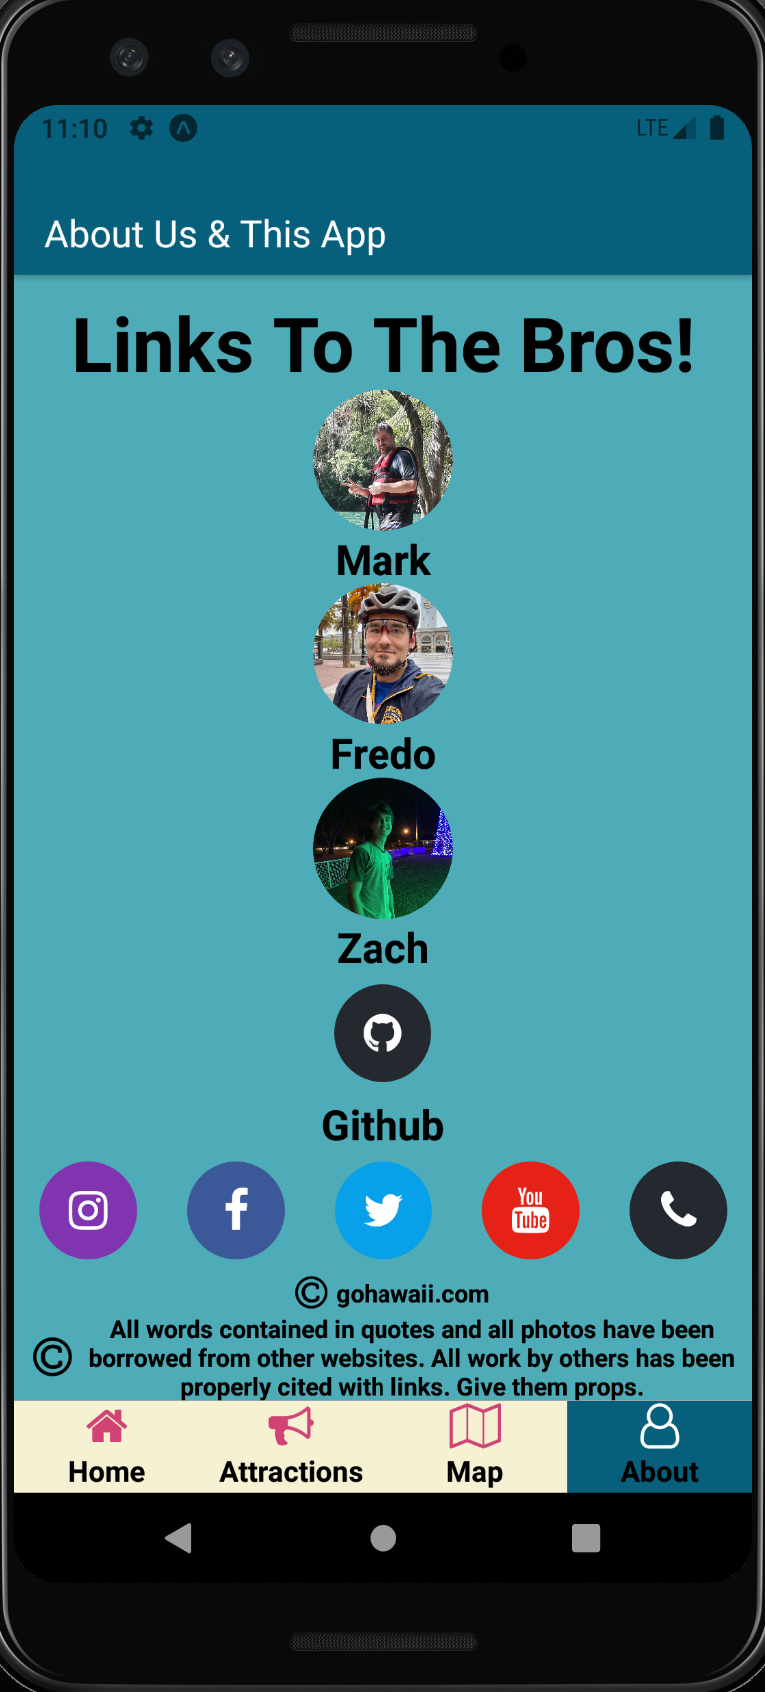 11:10
LTE
About Us & This App
Links To The Bros!
Mark
Fredo
Zach
Github
You
Tube
© gohawaii.com
© All words contained in quotes and all photos have been
borrowed from other websites. All work by others has been
properly cited with links. Give them props.
Home Attractions Map About